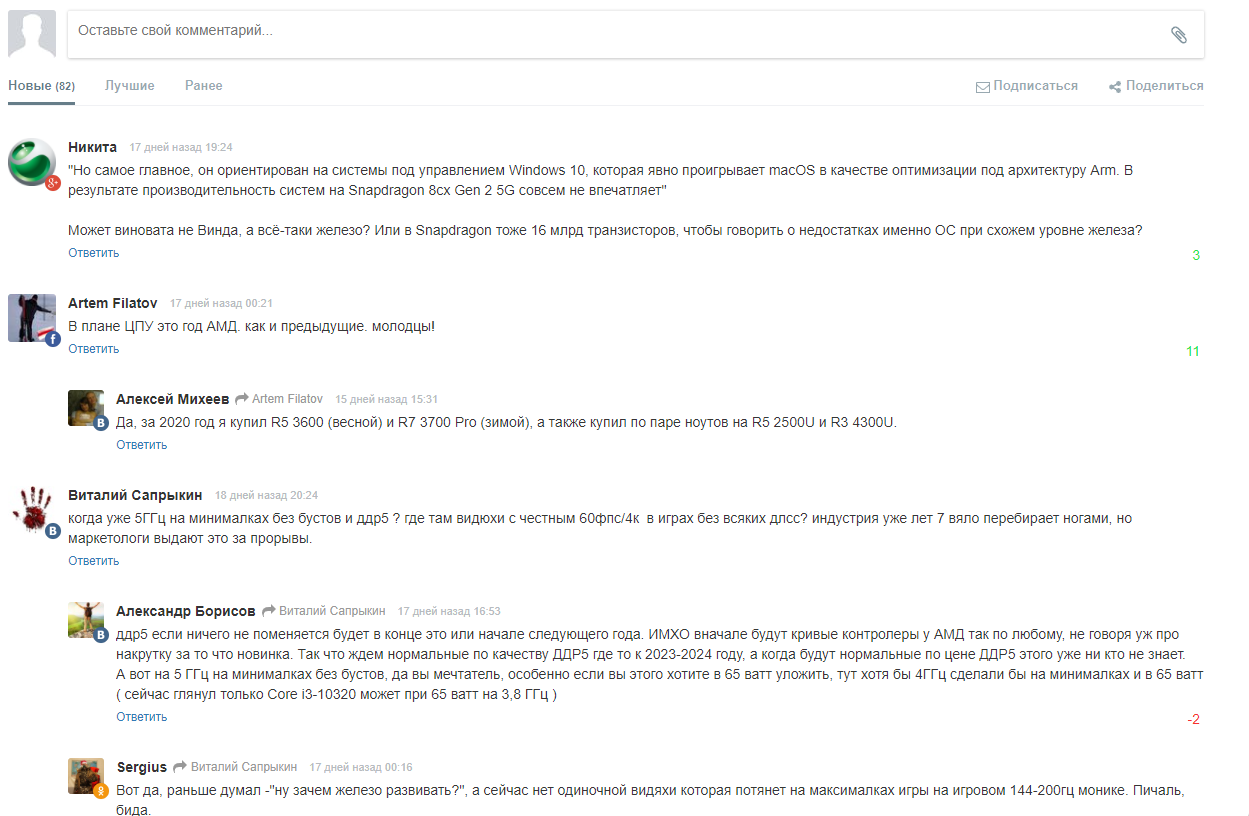 Оставьте свой комментарий...
Новые (82) Лучшие Ранее Подписаться Поделиться
Никита 17 дней назад 19:24
"Но самое главное, он ориентирован на системы под управлением Windows 10, которая явно проигрывает macOS в качестве оптимизации под архитектуру Arm. В
результате производительность систем на Snapdragon 8cx Gen 2 5G совсем не впечатляет"
Может виновата не Винда, а всё-таки железо? Или в Snapdragon тоже 16 млрд транзисторов, чтобы говорить о недостатках именно ОС при схожем уровне железа?
Ответить
3
Artem Filatov 17 дней назад 00:21
В плане ЦПУ это год АМД. как и предыдущие. молодцы!
Ответить
11
Алексей Михеев Artem Filatov 15 дней назад 15:31
Да, за 2020 год я купил R5 3600 (весной) и R7 3700 Pro (зимой), а также купил по паре ноутов на R5 2500U и R3 4300U.
Ответить
Виталий Сапрыкин 18 дней назад 20:24
когда уже 5ГГц на минималках без бустов и ддр5 ? где там видюхи с честным 60фпс/4к в играх без всяких длсс? индустрия уже лет 7 вяло перебирает ногами, но
маркетологи выдают это за прорывы.
Ответить
Александр Борисов Виталий Сапрыкин 17 дней назад 16:53
ддр5 если ничего не поменяется будет в конце это или начале следующего года. ИМХО вначале будут кривые контролеры у АМД так по любому, не говоря уж про
накрутку за то что новинка. Так что ждем нормальные по качеству ДДР5 где то к 2023-2024 году, а когда будут нормальные по цене ДДР5 этого уже ни кто не знает.
А вот на 5 ГГц на минималках без бустов, да вы мечтатель, особенно если вы этого хотите в 65 ватт уложить, тут хотя бы 4ГГц сделали бы на минималках и в 65 ватт
( сейчас глянул только Core i3-10320 может при 65 ватт на 3,8 ГГц )
Ответить
-2
Sergius Виталий Сапрыкин 17 дней назад 00:16
Вот да, раньше думал -"ну зачем железо развивать?", а сейчас нет одиночной видяхи которая потянет на максималках игры на игровом 144-200гц монике. Пичаль,
бида.